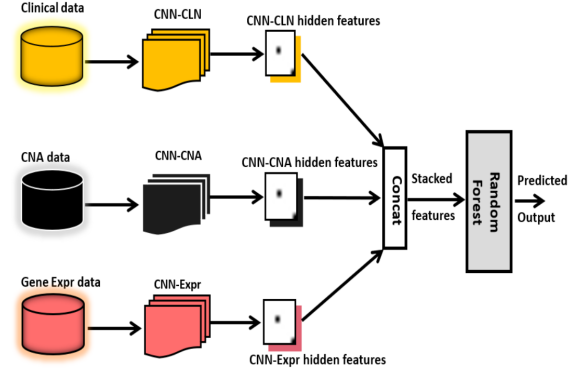 Clinical data
CNN-CLN
CNN-CLN hidden features
CNA data
CNN-CNA
CNN-CNA hidden features
Concat
Stacked
features
Random
Forest
Predicted
Output
Gene Expr data
CNN-Expr
CNN-Expr hidden features